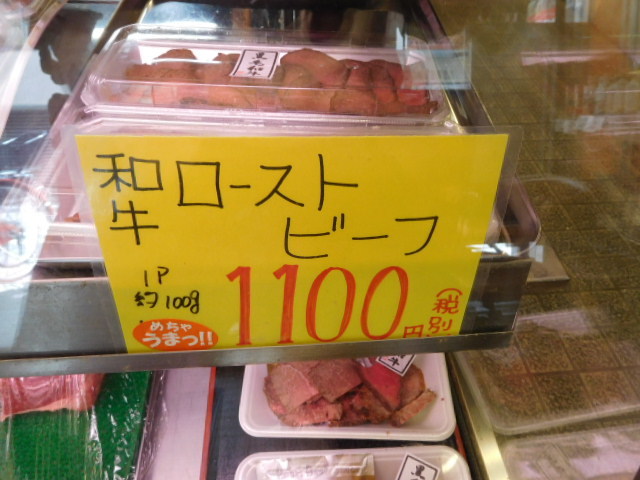 和牛
ロースト
ビーフ
1P
約100g
1100円
(税別)
めちゃ
うまっ!!